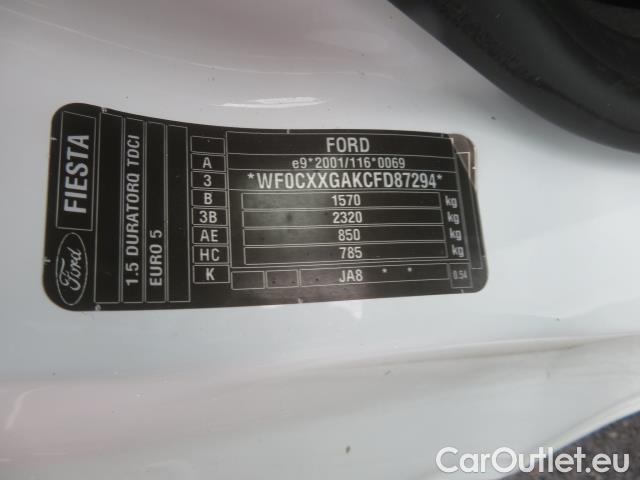 FORD
A e9*2001/116*0069
3 *WF0CXXGAKCFD87294*
B 1570 kg
3B 2320 kg
AE 850 kg
HC 785 kg
K JA8 * * 0.54
FIESTA
1.5 DURATORQ TDCI
EURO 5
Ford
CarOutlet.eu